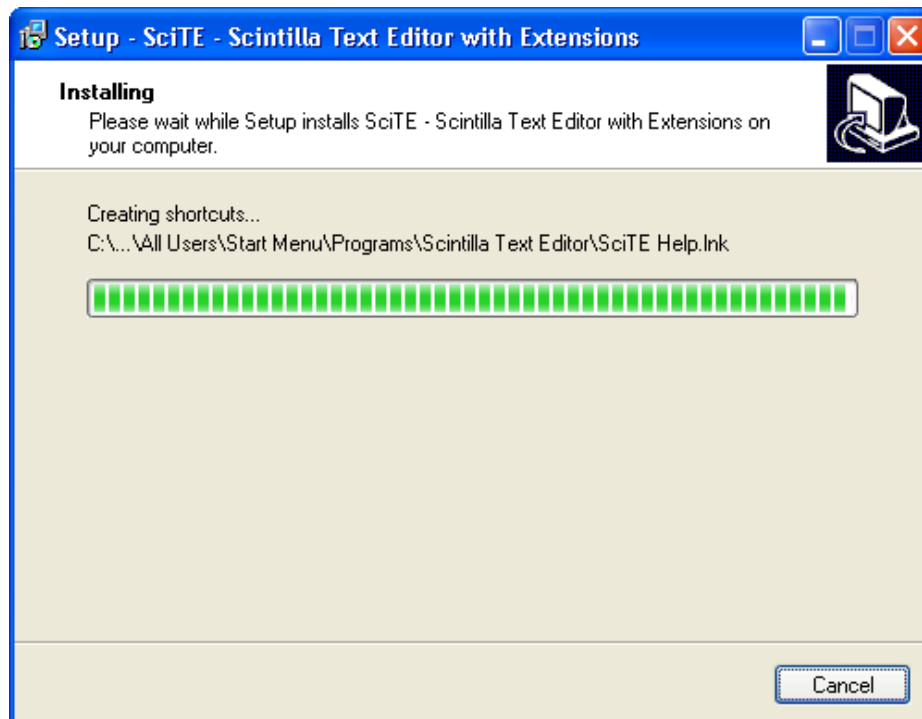 Setup - SciTE - Scintilla Text Editor with Extensions
Installing
Please wait while Setup installs SciTE - Scintilla Text Editor with Extensions on
your computer.
Creating shortcuts...
C:\...\All Users\Start Menu\Programs\Scintilla Text Editor\SciTE Help.lnk
Cancel